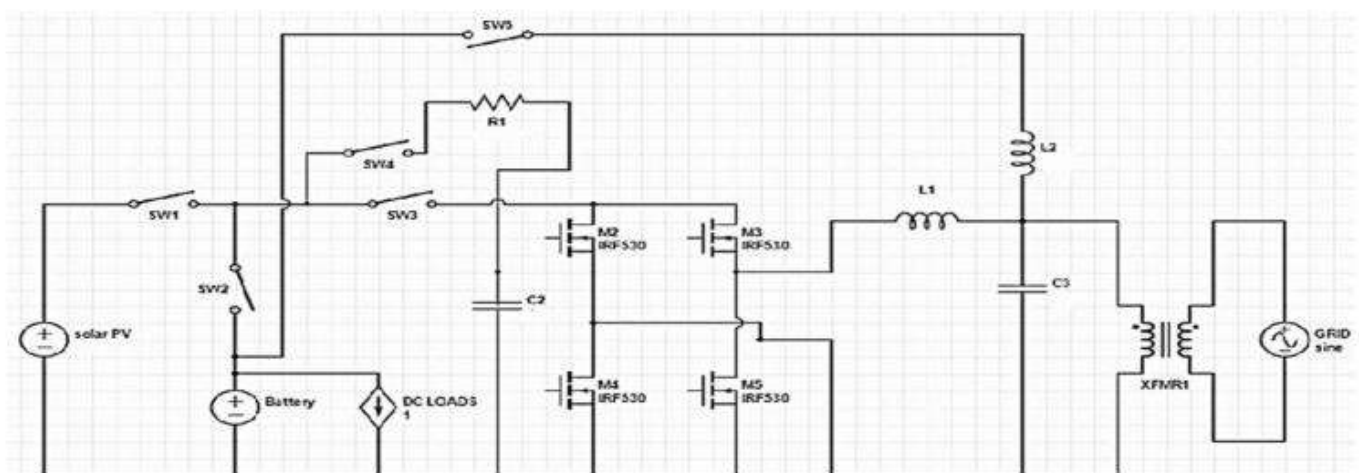 SW5
R1
SW4
L2
L1
SW1
SW3
M2
IRF530
M3
IRF530
SW2
C2
C3
solar PV
GRID
sine
XFMR1
Battery
DC LOADS
1
M4
IRF530
M5
IRF530